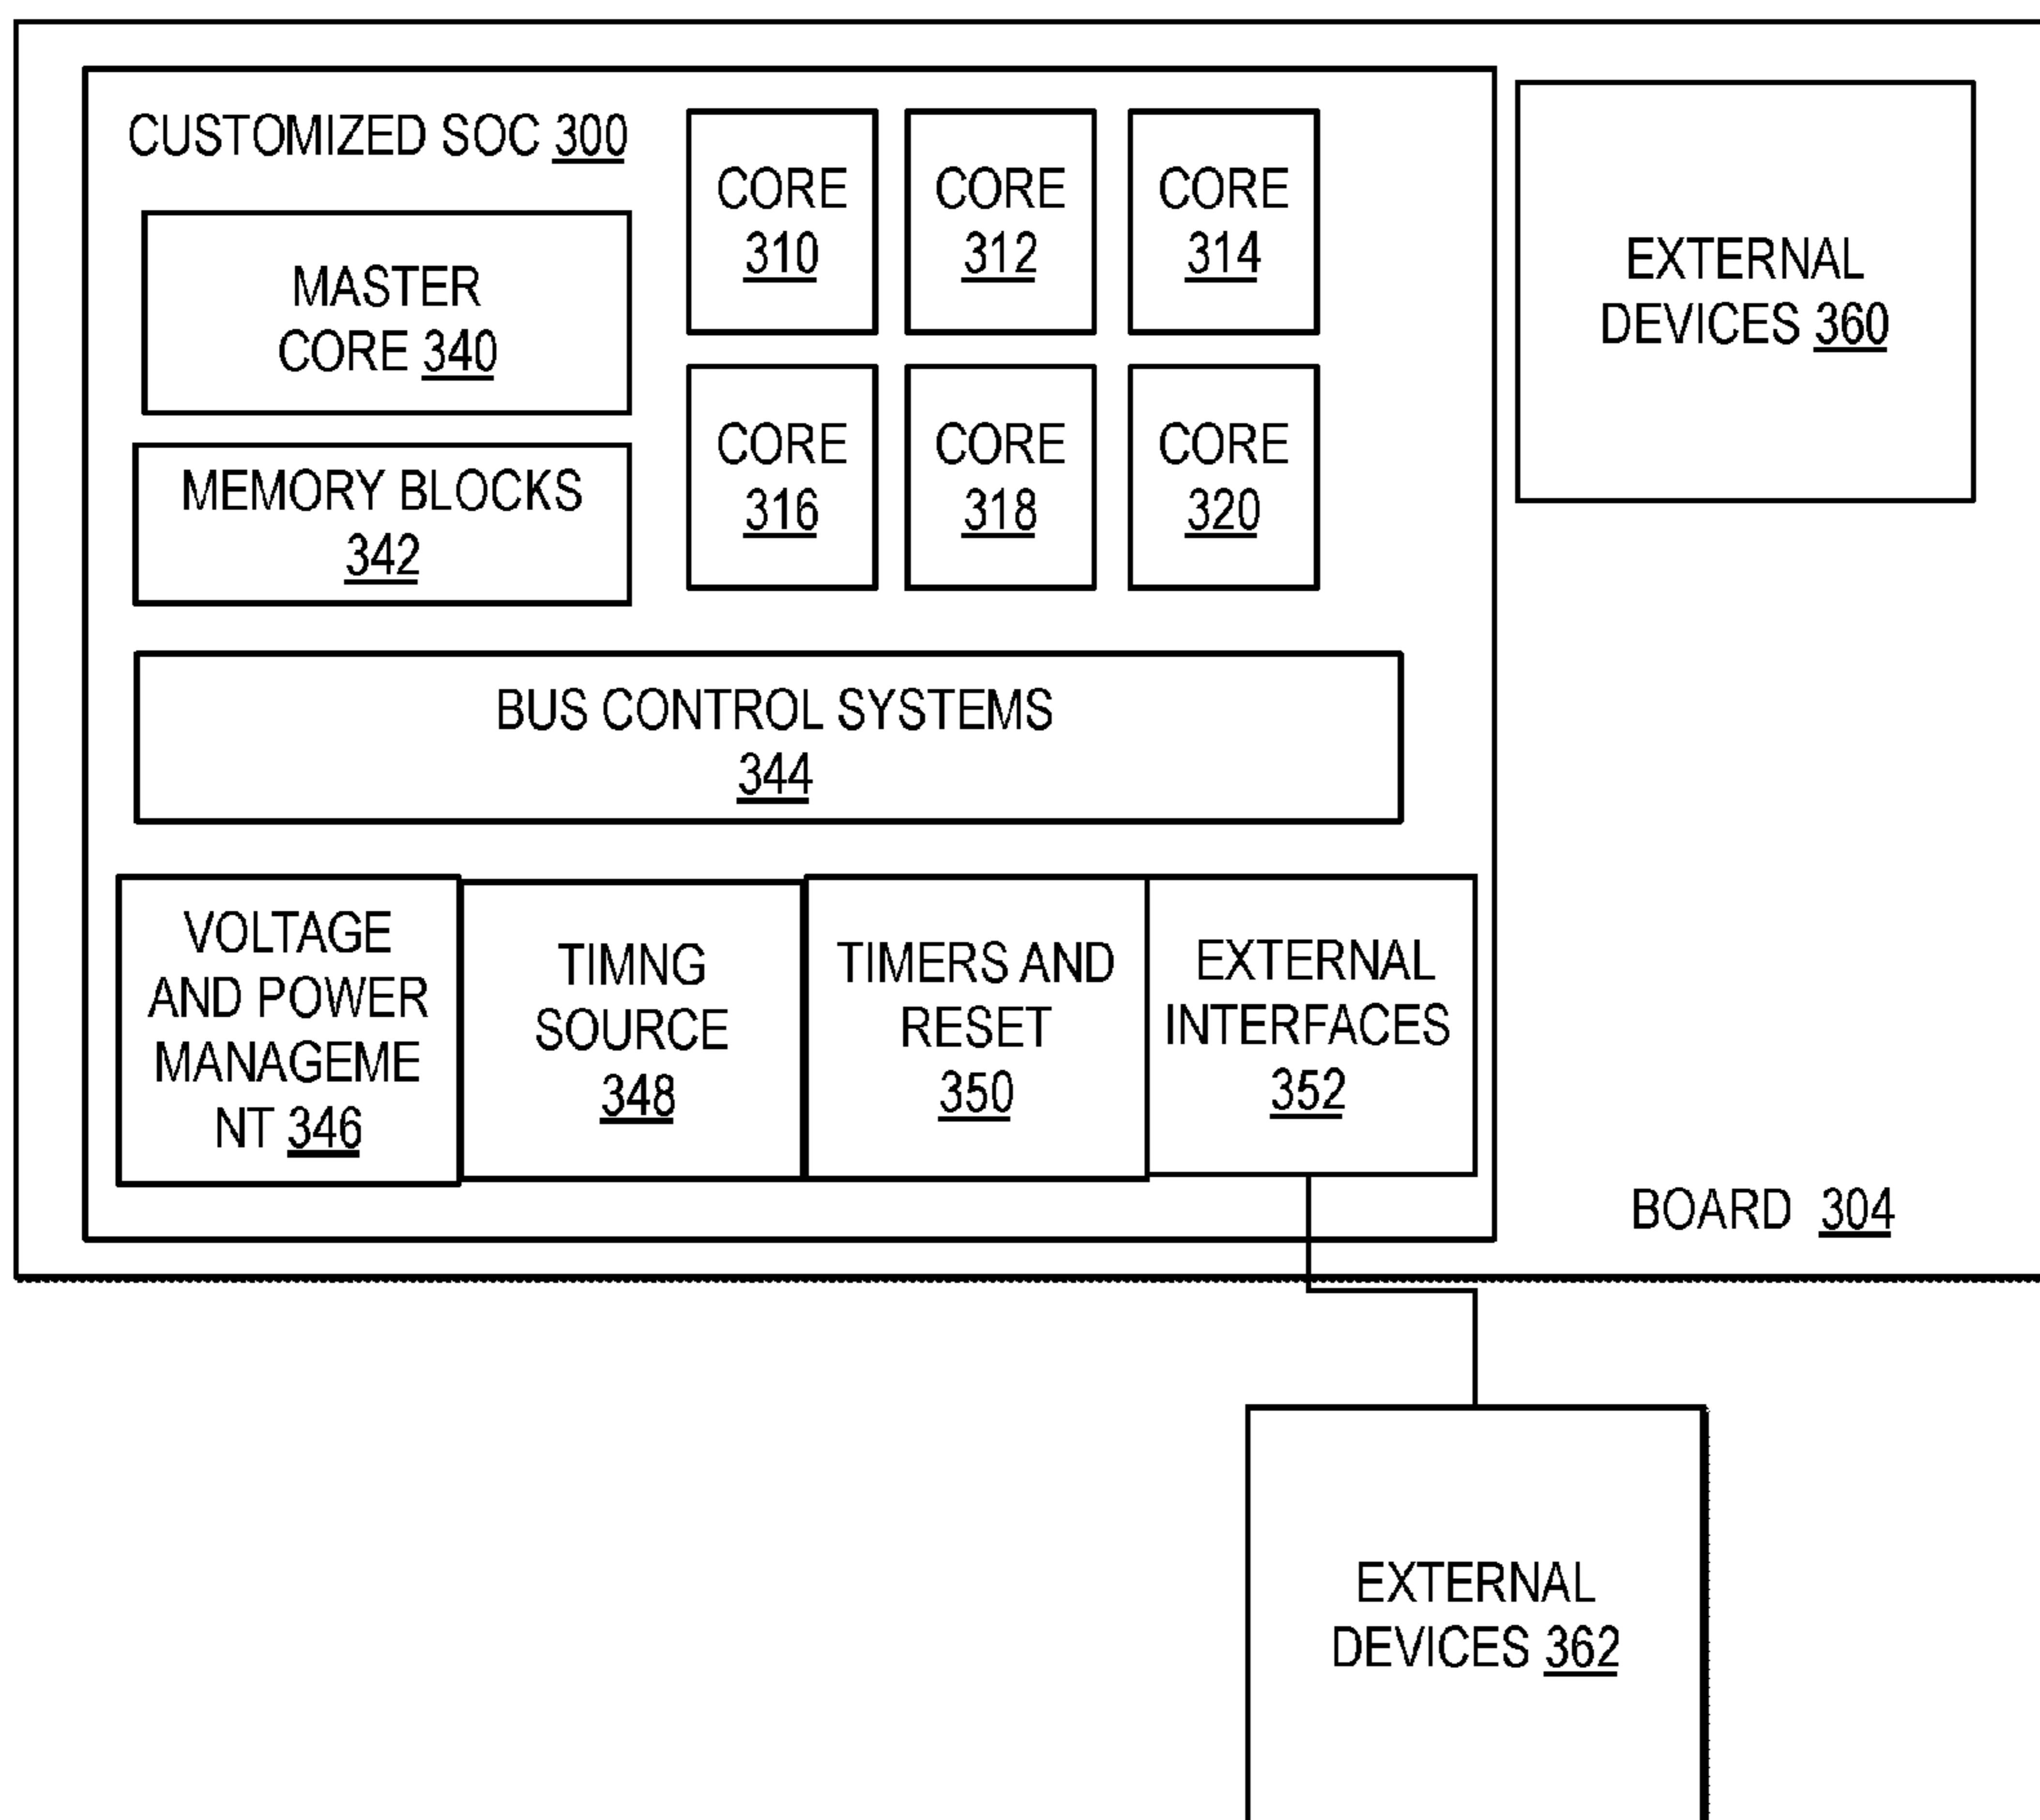 CUSTOMIZED SOC 300
MASTER
CORE 340
MEMORY BLOCKS
342
CORE
310
CORE
312
CORE
314
CORE
316
CORE
318
CORE
320
EXTERNAL
DEVICES 360
BUS CONTROL SYSTEMS
344
VOLTAGE
AND POWER
MANAGEME
NT 346
TIMNG
SOURCE
348
TIMERS AND
RESET
350
EXTERNAL
INTERFACES
352
BOARD 304
EXTERNAL
DEVICES 362